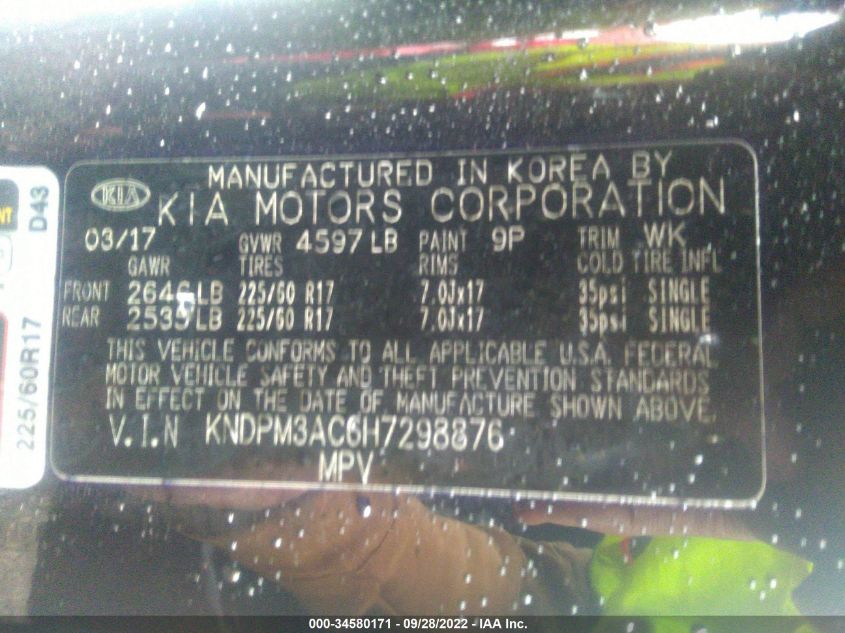 MANUFACTURED IN KOREA BY
KIA
KIA MOTORS CORPORATION
03/17 GVWR 4597 LB PAINT 9P TRIM WK
GAWR TIRES RIMS COLD TIRE INFL
FRONT 2646 LB 225/60 R17 7.0Jx17 35psi SINGLE
REAR 2535 LB 225/60 R17 7.0Jx17 35psi SINGLE
THIS VEHICLE CONFORMS TO ALL APPLICABLE U.S.A. FEDERAL
MOTOR VEHICLE SAFETY AND THEFT PREVENTION STANDARDS
IN EFFECT ON THE DATE OF MANUFACTURE SHOWN ABOVE.
V.I.N KNDPM3AC6H7298876
MPV
D43
225/60R17
000-34580171 - 09/28/2022 - IAA Inc.